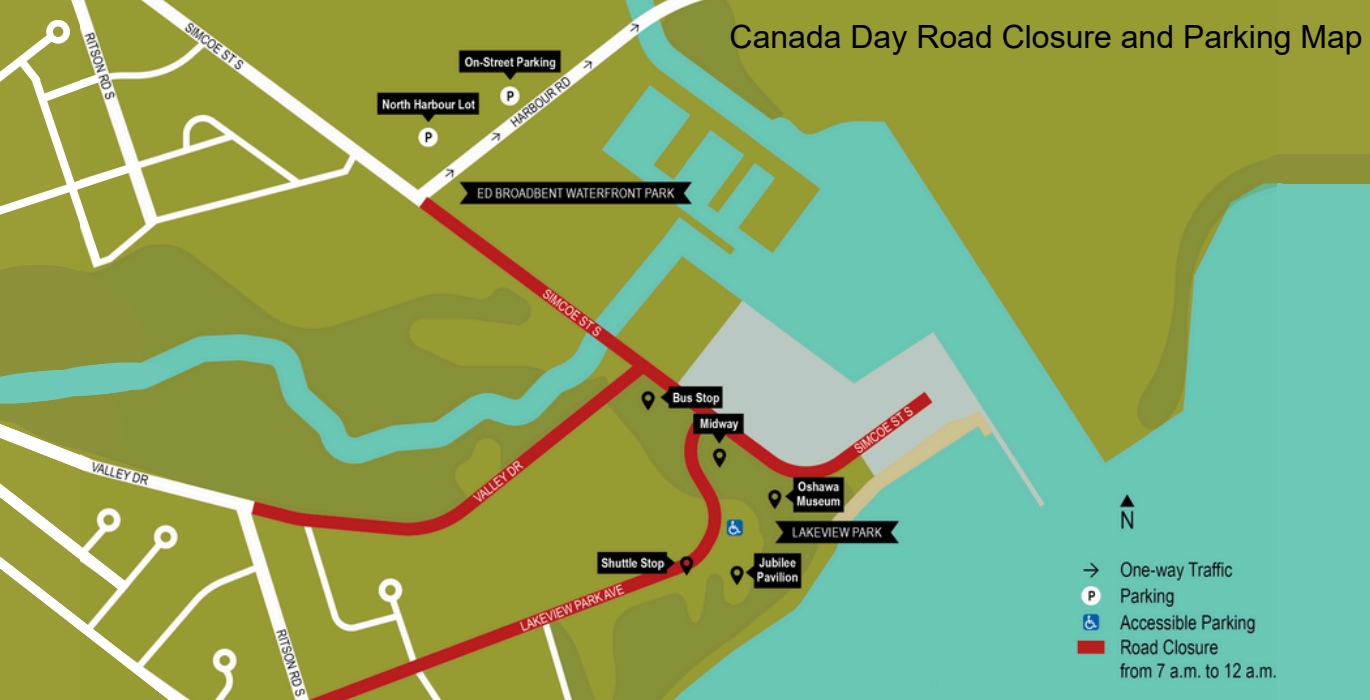 Canada Day Road Closure and Parking Map
RITSON RD S
SIMCOE ST S
On-Street Parking
P
North Harbour Lot
P
HARBOUR RD
ED BROADBENT WATERFRONT PARK
SIMCOE ST S
Bus Stop
Midway
SIMCOE ST S
VALLEY DR
VALLEY DR
Oshawa
Museum
LAKEVIEW PARK
Shuttle Stop
Jubilee
Pavilion
LAKEVIEW PARK AVE
RITSON RD S
N
One-way Traffic
P Parking
Accessible Parking
Road Closure
from 7 a.m. to 12 a.m.